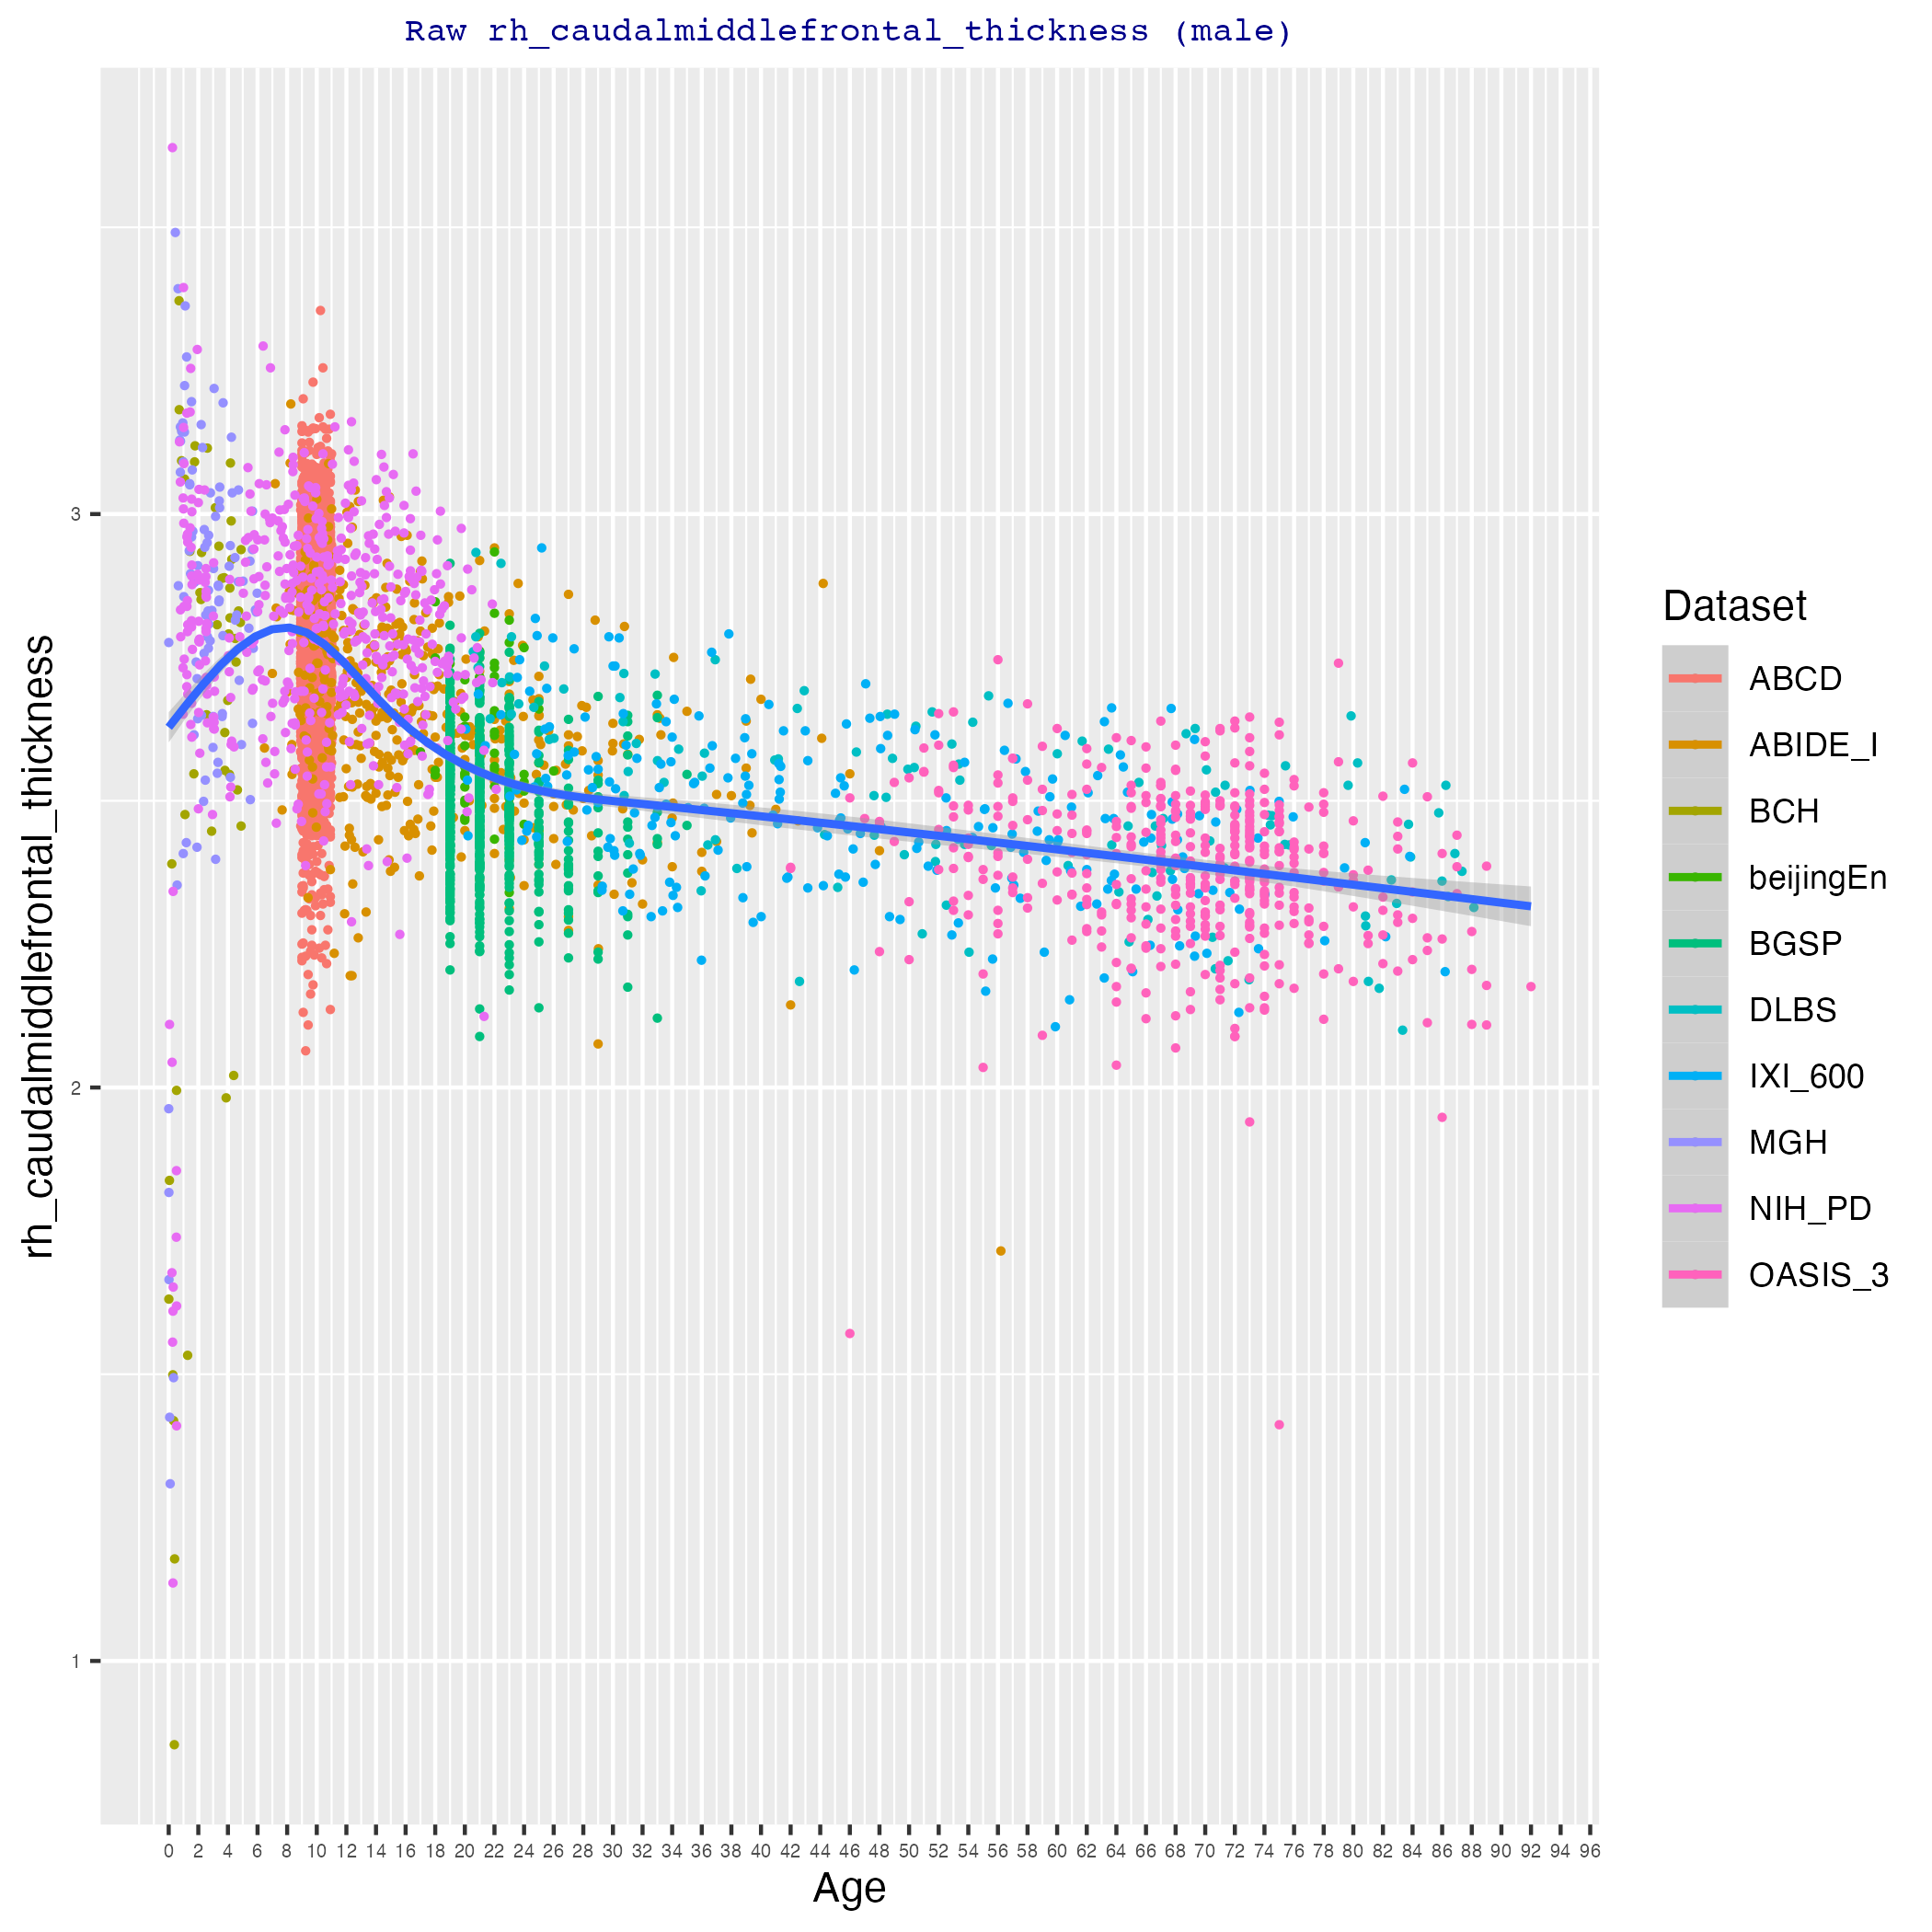 Raw rh_caudalmiddlefrontal_thickness (male)
rh_caudalmiddlefrontal_thickness
3
2
1
0 2 4 6 8 10 12 14 16 18 20 22 24 26 28 30 32 34 36 38 40 42 44 46 48 50 52 54 56 58 60 62 64 66 68 70 72 74 76 78 80 82 84 86 88 90 92 94 96
Age
Dataset
ABCD
ABIDE_I
BCH
beijingEn
BGSP
DLBS
IXI_600
MGH
NIH_PD
OASIS_3